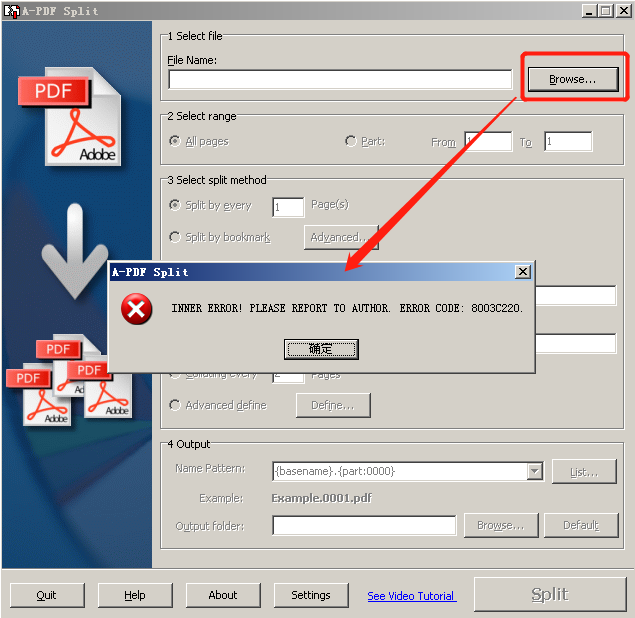 A-PDF Split
1 Select file
File Name:
Browse...
2 Select range
All pages
Part:
From
To
1
3 Select split method
Split by every
1
Page(s)
Split by bookmark
Advanced...
A-PDF Split
INNER ERROR! PLEASE REPORT TO AUTHOR. ERROR CODE: 8003C220.
确定
Advanced define
Define...
4 Output
Name Pattern:
{basename}.{part:0000}
List...
Example:
Example.0001.pdf
Output folder:
Browse...
Default
Quit
Help
About
Settings
See Video Tutorial
Split
PDF
Adobe
PDF
PDF
PDF
Adobe
Adobe